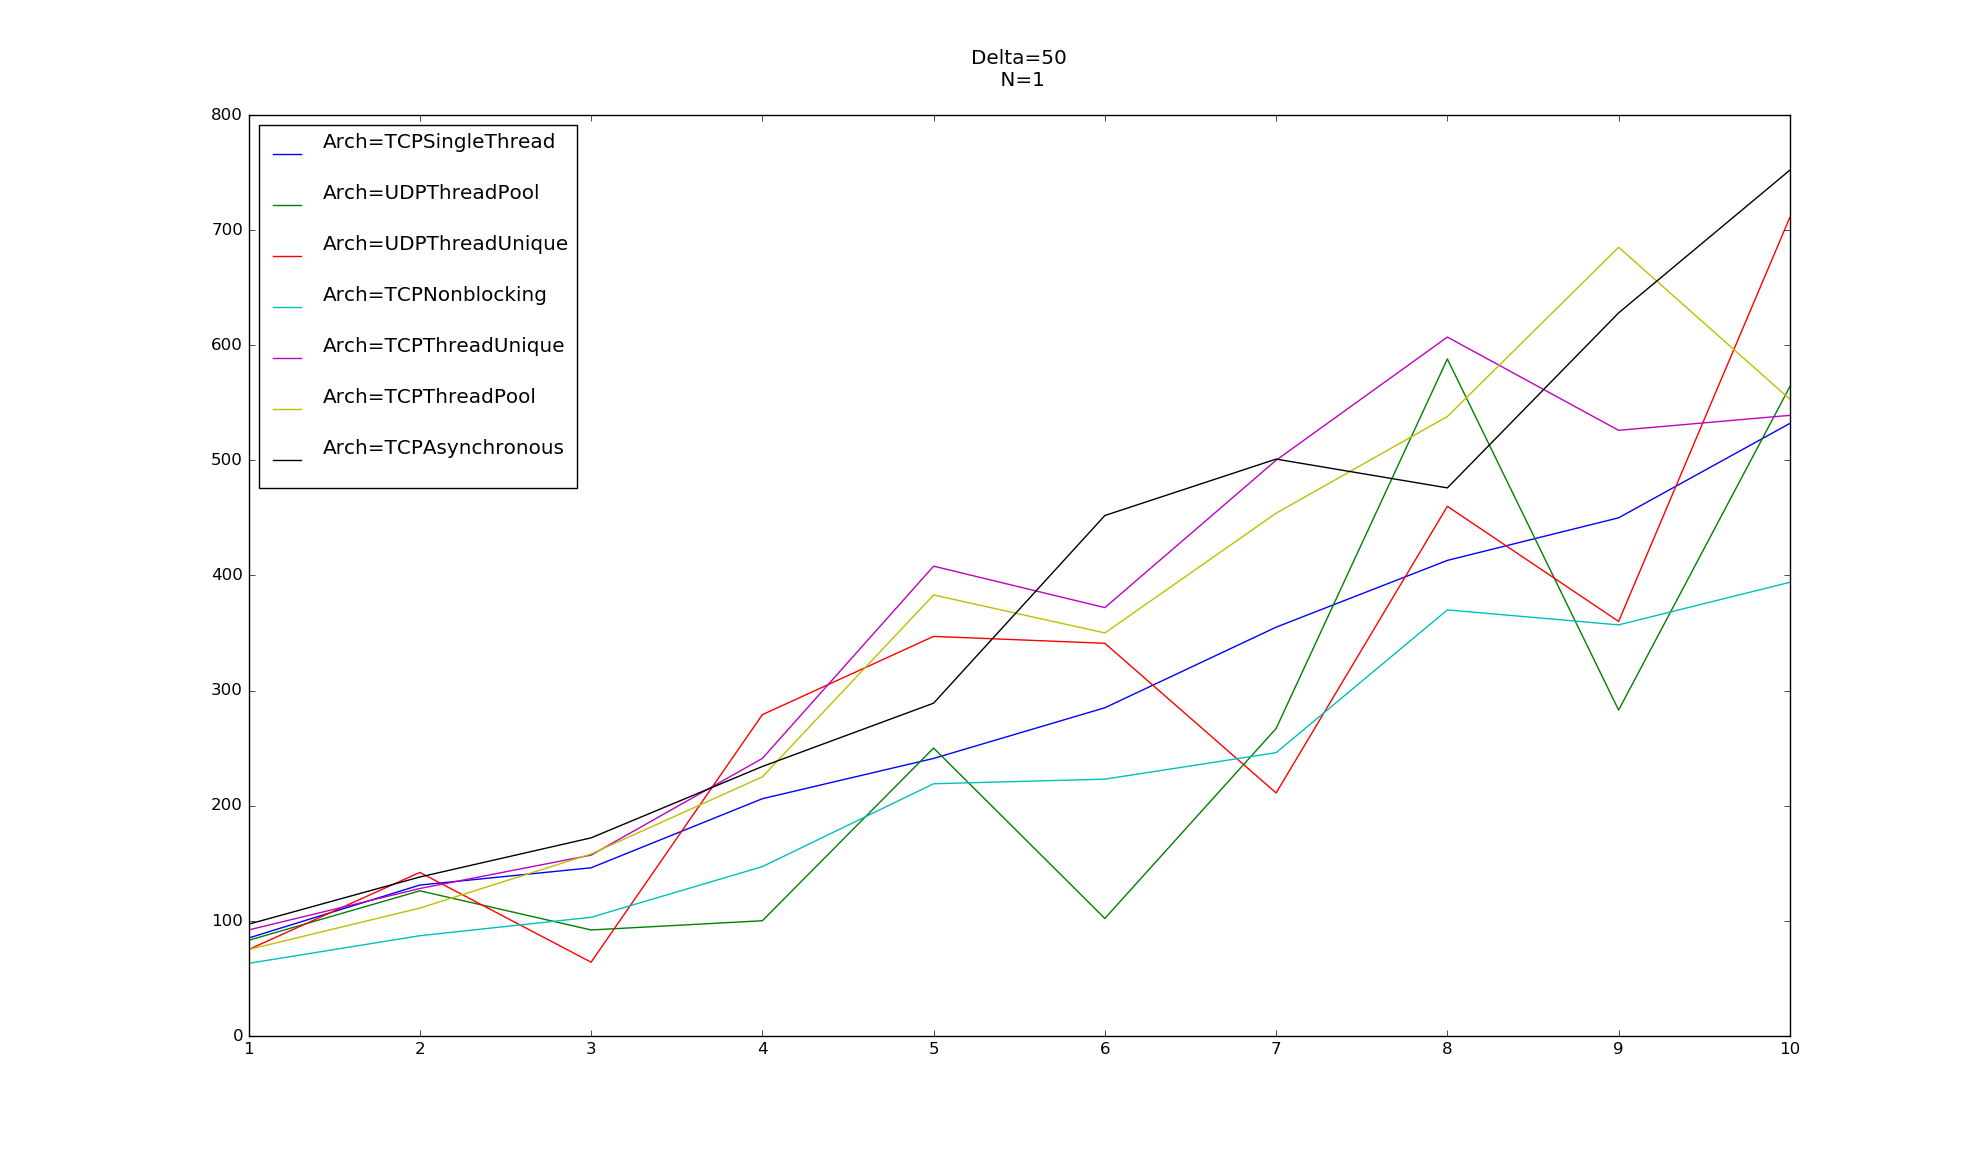 Delta=50
N=1
800
700
600
500
400
300
200
100
0
Arch=TCPSingleThread
Arch=UDPThreadPool
Arch=UDPThreadUnique
Arch=TCPNonblocking
Arch=TCPThreadUnique
Arch=TCPThreadPool
Arch=TCPAsynchronous
1 2 3 4 5 6 7 8 9 10